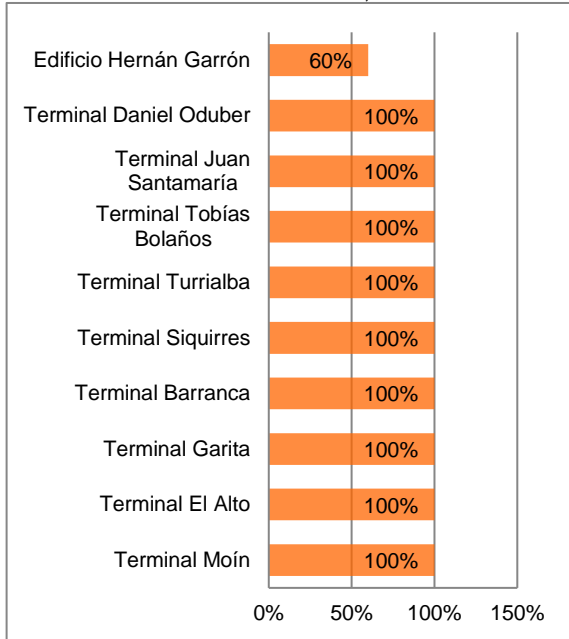 Edificio Hernán Garrón 60%
Terminal Daniel Oduber 100%
Terminal Juan
Santamaría 100%
Terminal Tobías
Bolaños 100%
Terminal Turrialba 100%
Terminal Siquirres 100%
Terminal Barranca 100%
Terminal Garita 100%
Terminal El Alto 100%
Terminal Moín 100%
0% 50% 100% 150%